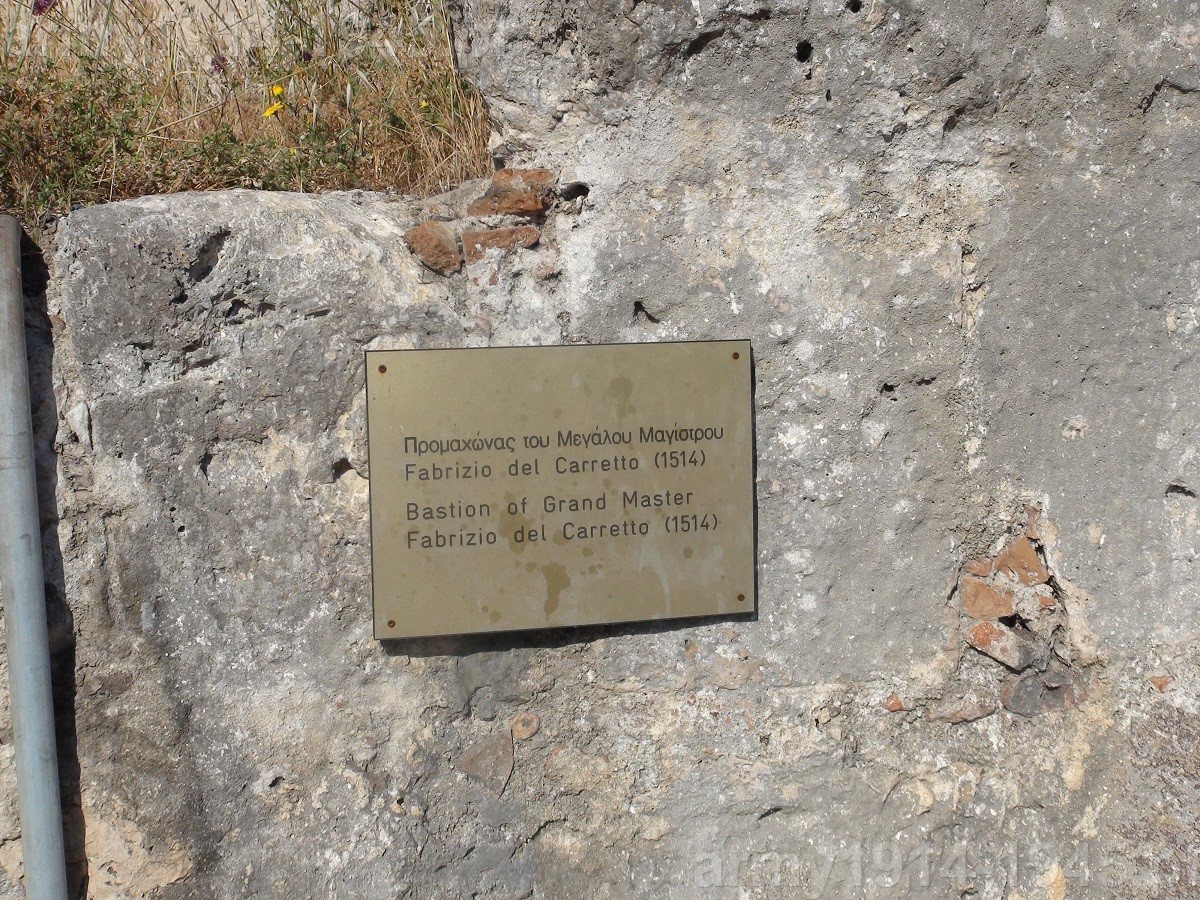 Προμαχώνας του Μεγάλου Μαγίστρου
Fabrizio del Carretto (1514)
Bastion of Grand Master
Fabrizio del Carretto (1514)